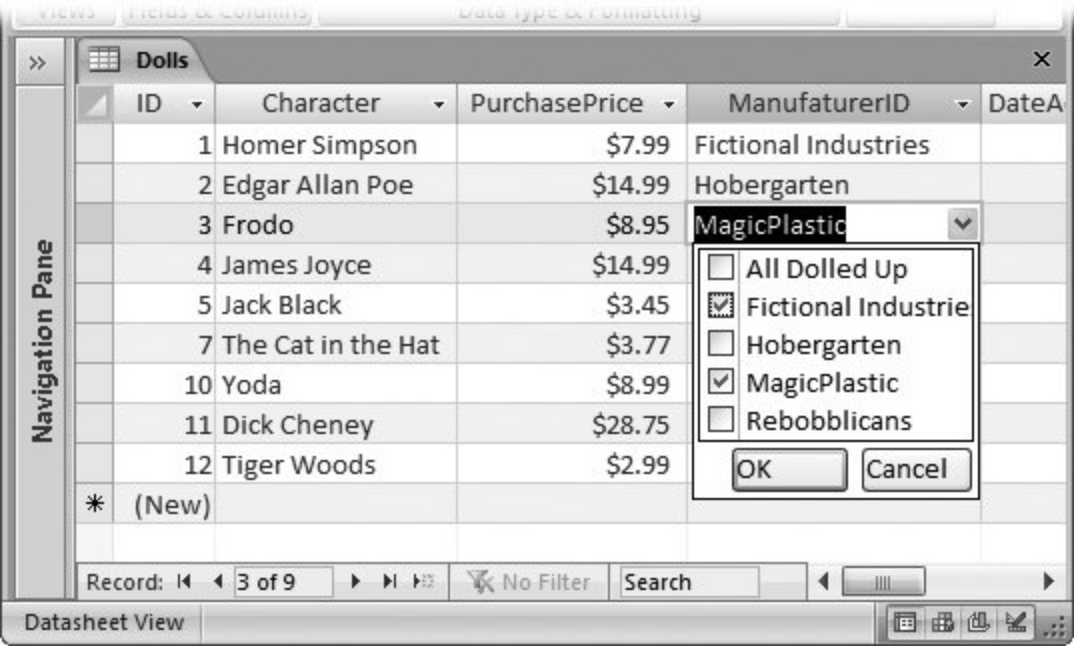 Views Fields & Columns Data Type & Formatting
»
Dolls
ID Character PurchasePrice ManufaturerID DateA
1 Homer Simpson $7.99 Fictional Industries
2 Edgar Allan Poe $14.99 Hobergarten
3 Frodo $8.95 MagicPlastic
4 James Joyce $14.99 All Dolled Up
5 Jack Black $3.45 Fictional Industrie
7 The Cat in the Hat $3.77 Hobergarten
10 Yoda $8.99 MagicPlastic
11 Dick Cheney $28.75 Rebobblicans
12 Tiger Woods $2.99 OK Cancel
(New)
Navigation Pane
Record: 3 of 9 No Filter Search
Datasheet View